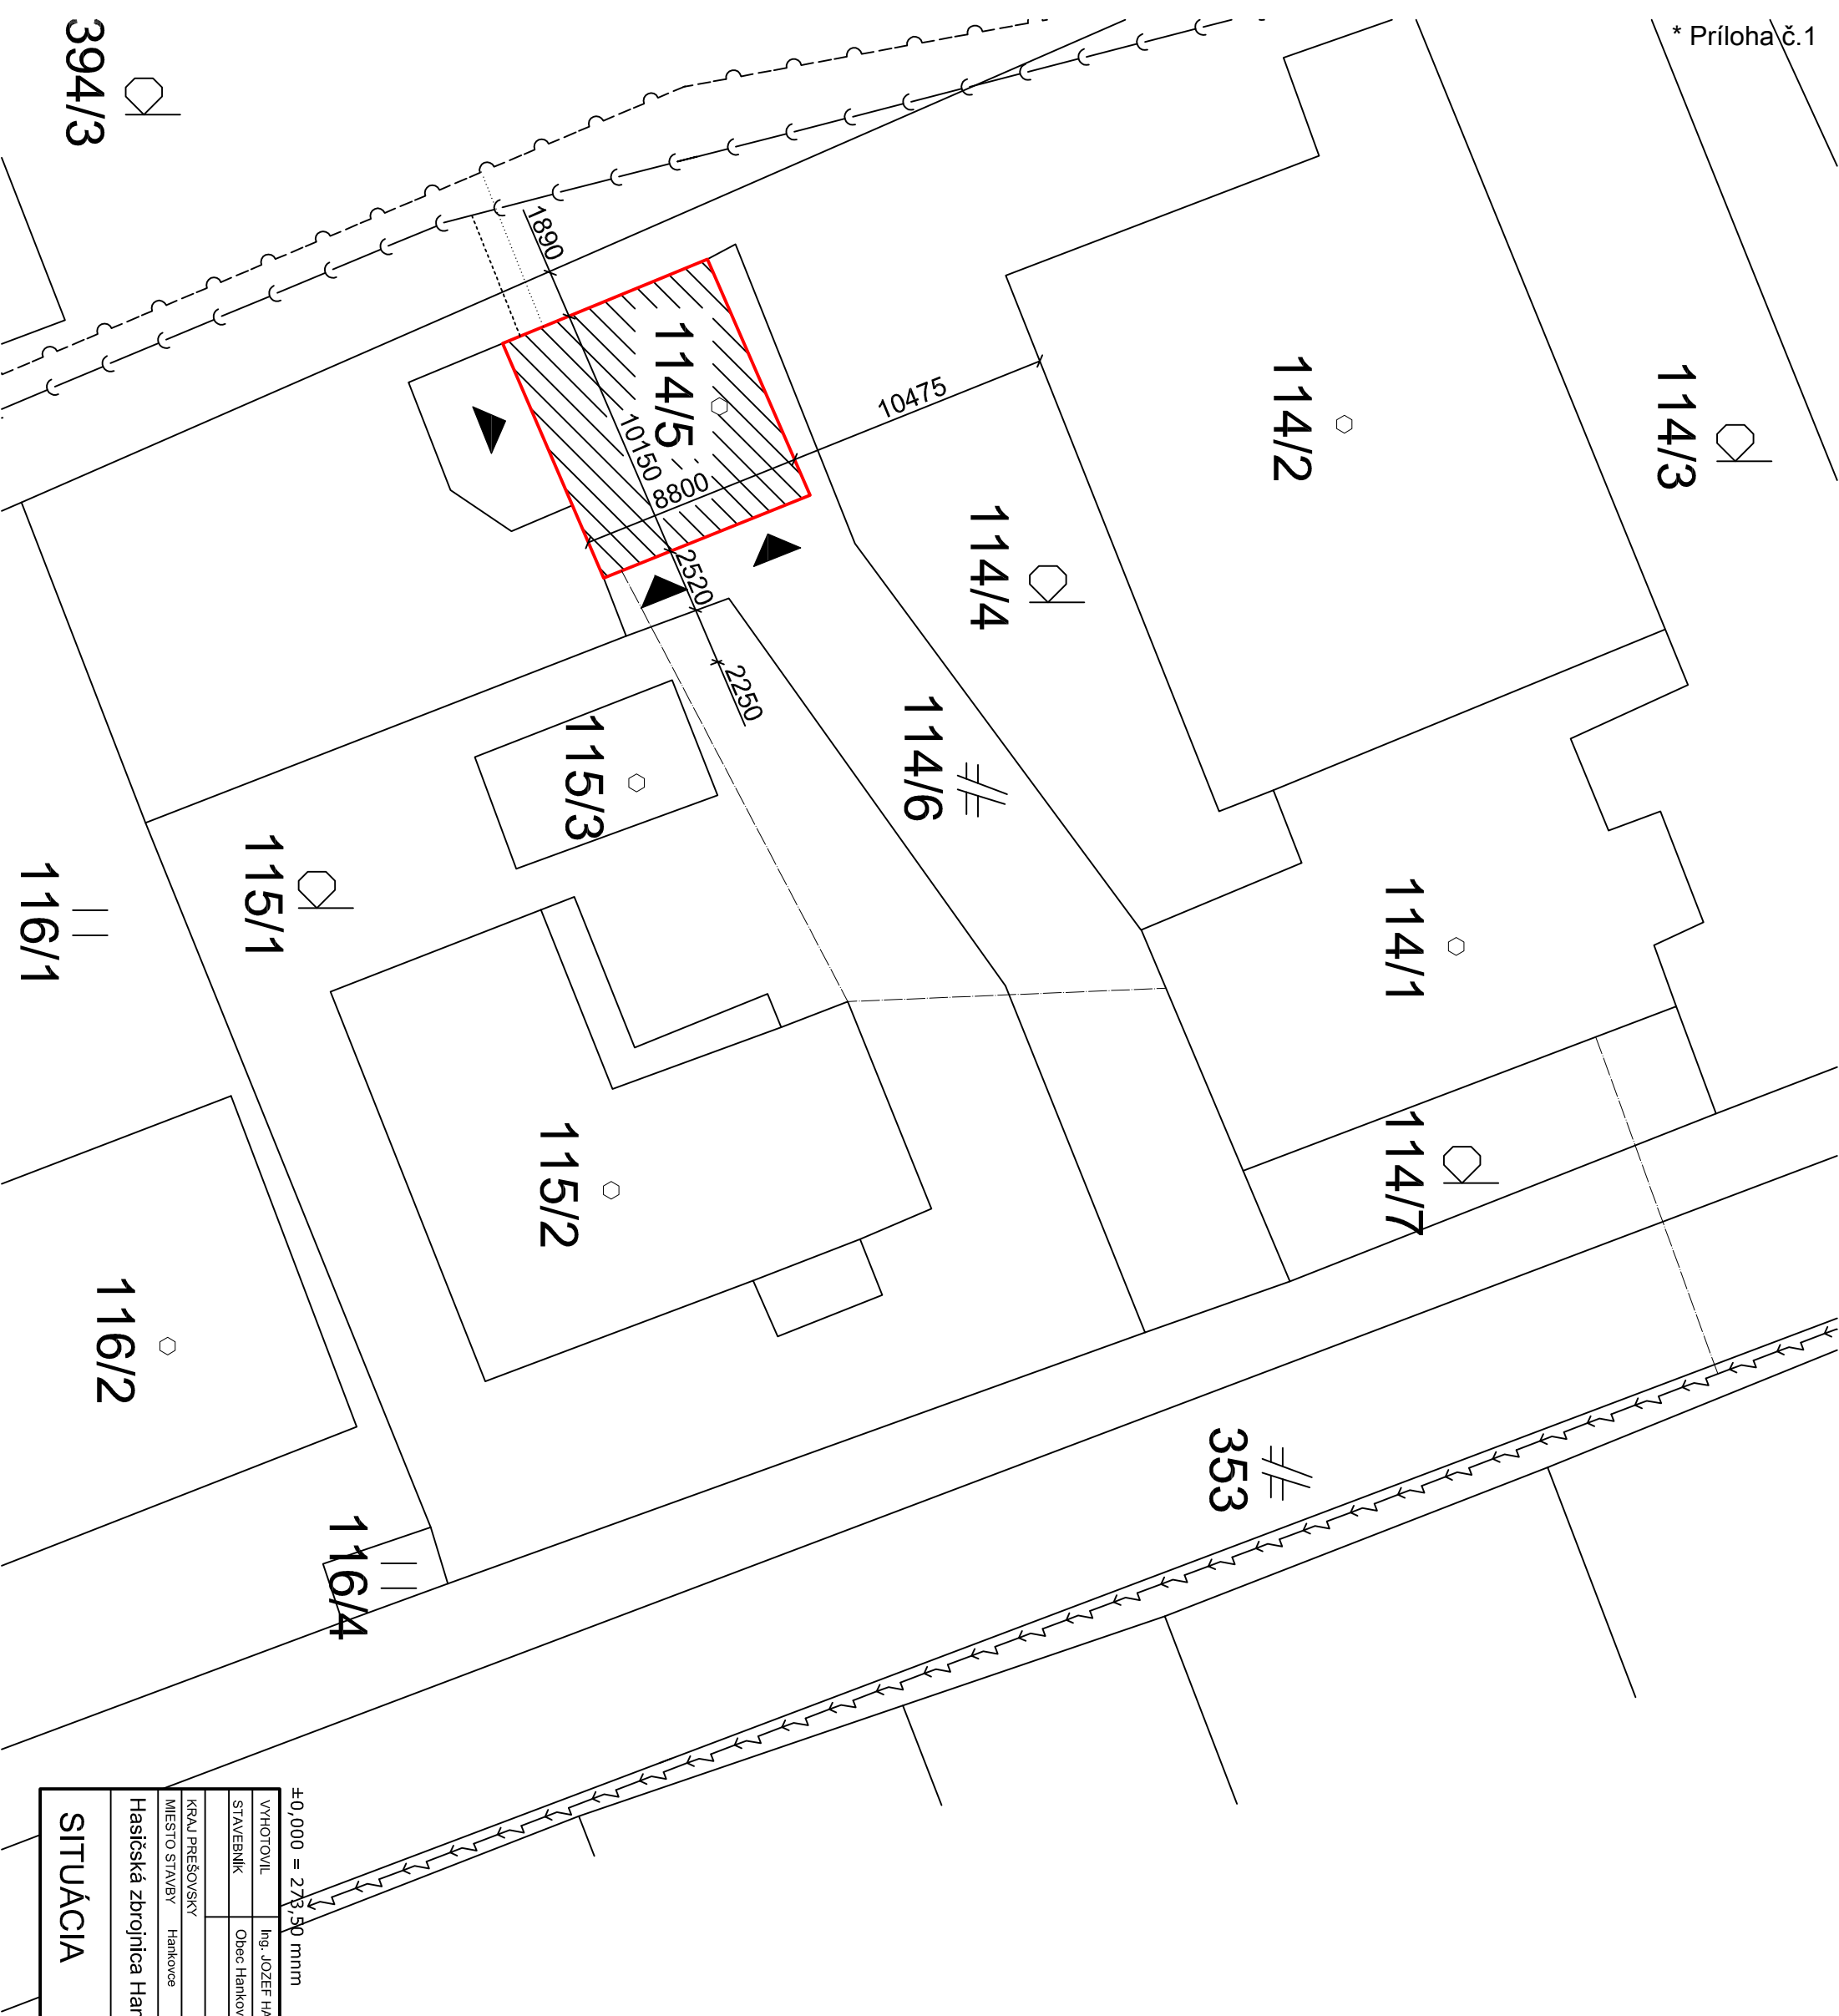 * Príloha č.1
394/3
114/3
114/2
114/5
114/4
1890
10475
10150
8800
2520
2250
114/6
115/3
115/1
116/1
114/1
114/7
115/2
116/2
353
116/4
±0,000 = 273,50 mnm
VYHOTOVIL Ing. JOZEF
STAVEBNÍK Obec
KRAJ PREŠOVSKY
MIESTO STAVBY Hankovce
Hasičská zbrojnica
SITUÁCIA